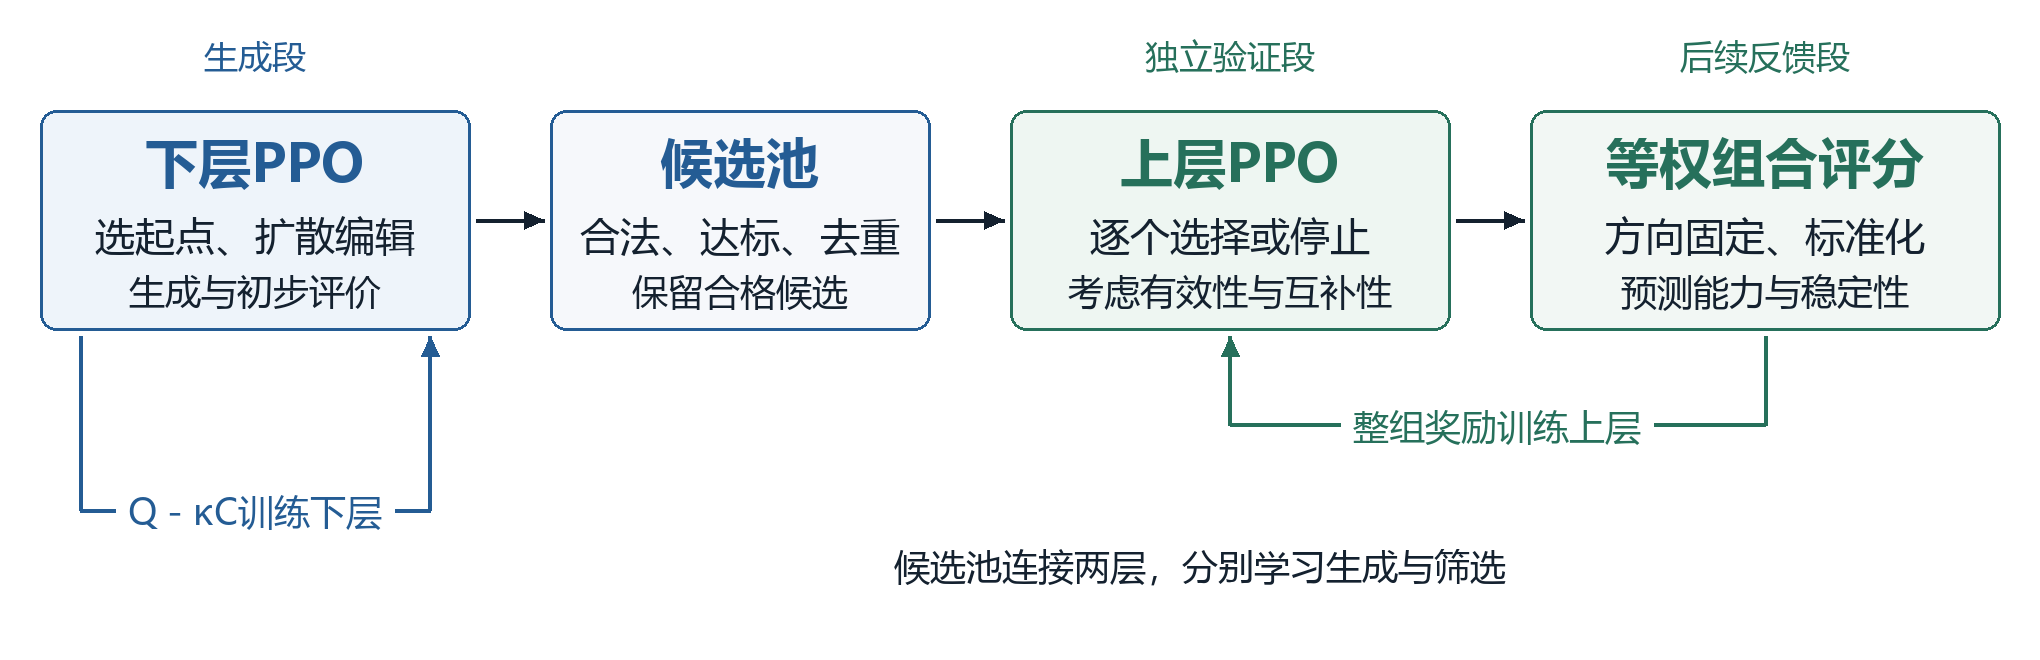 生成段
独立验证段
后续反馈段
下层PPO
选起点、扩散编辑
生成与初步评价
候选池
合法、达标、去重
保留合格候选
上层PPO
逐个选择或停止
考虑有效性与互补性
等权组合评分
方向固定、标准化
预测能力与稳定性
整组奖励训练上层
Q - κC训练下层
候选池连接两层，分别学习生成与筛选